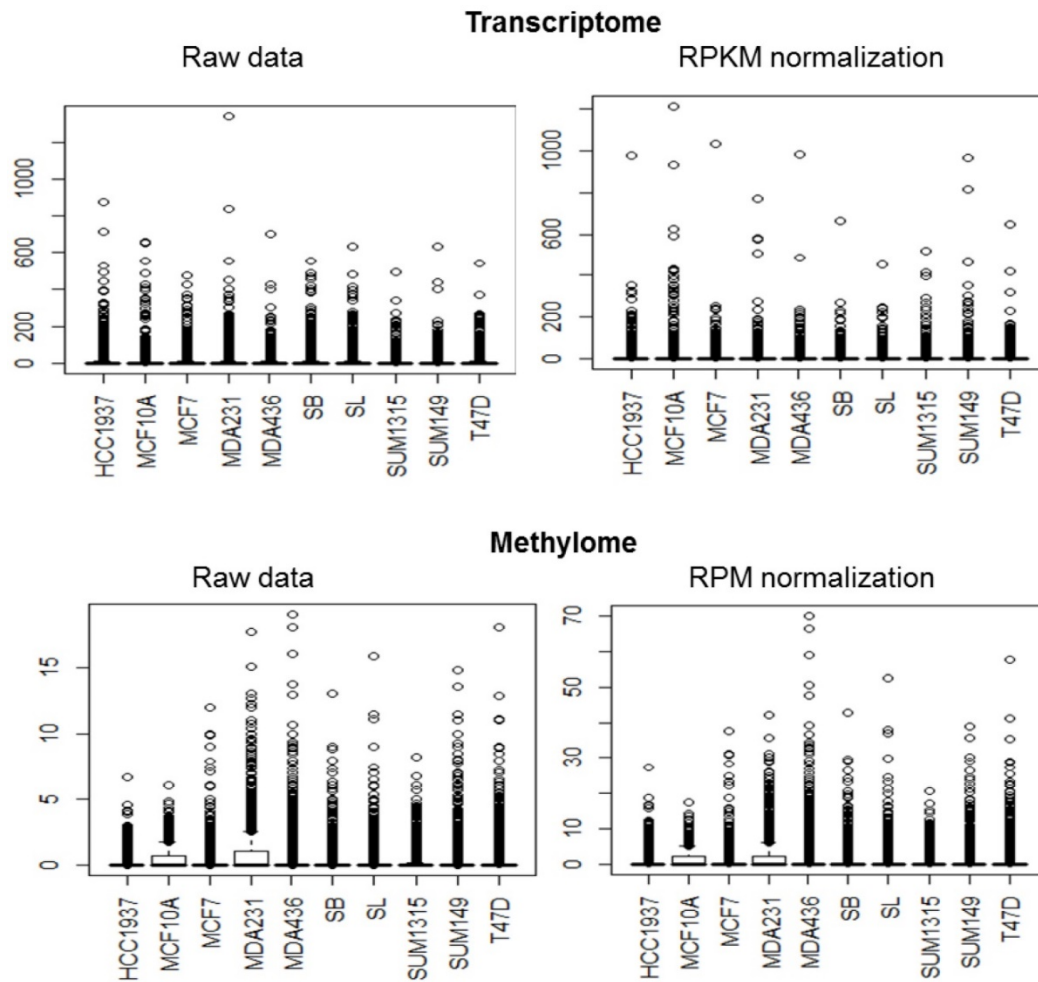 Transcriptome
Raw data
RPKM normalization
0 200 600 1000
0 200 600 1000
HCC1937 MCF10A MCF7 MDA231 MDA436 SB SL SUM1315 SUM149 T47D
HCC1937 MCF10A MCF7 MDA231 MDA436 SB SL SUM1315 SUM149 T47D
Methylome
Raw data
RPM normalization
0 5 10 15
0 10 30 50 70
HCC1937 MCF10A MCF7 MDA231 MDA436 SB SL SUM1315 SUM149 T47D
HCC1937 MCF10A MCF7 MDA231 MDA436 SB SL SUM1315 SUM149 T47D